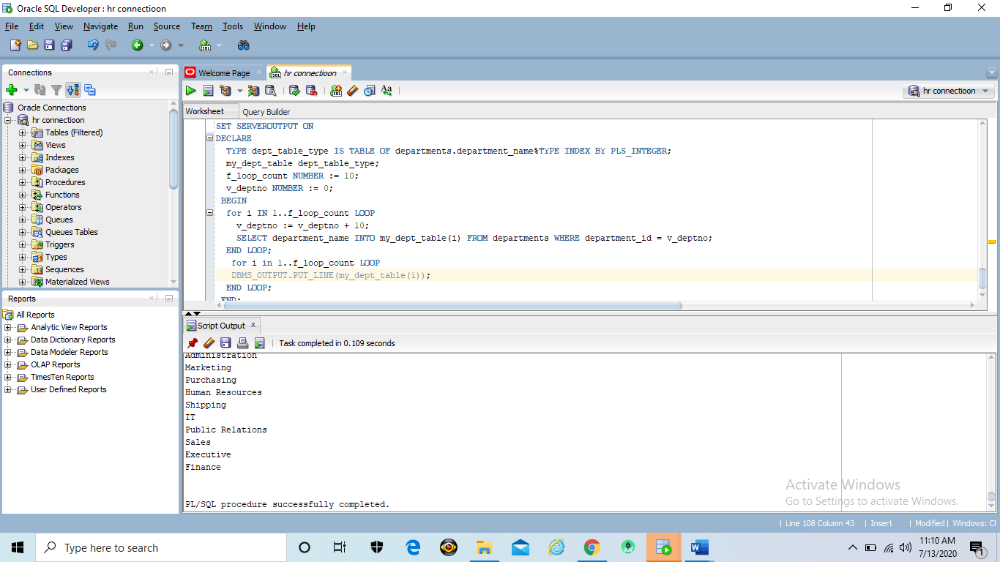 Oracle SQL Developer : hr connectioon
File Edit View Navigate Run Source Team Tools Window Help
Connections
Oracle Connections
hr connectioon
Tables (Filtered)
Views
Indexes
Packages
Procedures
Functions
Operators
Queues
Queues Tables
Triggers
Types
Sequences
Materialized Views
Reports
All Reports
Analytic View Reports
Data Dictionary Reports
Data Modeler Reports
OLAP Reports
TimesTen Reports
User Defined Reports
Welcome Page hr connectioon
hr connectioon
Worksheet Query Builder
SET SERVEROUTPUT ON
DECLARE
TYPE dept_table_type IS TABLE OF departments.department_name%TYPE INDEX BY PLS_INTEGER;
my_dept_table dept_table_type;
f_loop_count NUMBER := 10;
v_deptno NUMBER := 0;
BEGIN
for i IN 1..f_loop_count LOOP
v_deptno := v_deptno + 10;
SELECT department_name INTO my_dept_table(i) FROM departments WHERE department_id = v_deptno;
END LOOP;
for i in 1..f_loop_count LOOP
DBMS_OUTPUT.PUT_LINE(my_dept_table(i));
END LOOP;
END;
Script Output
Task completed in 0.109 seconds
Administration
Marketing
Purchasing
Human Resources
Shipping
IT
Public Relations
Sales
Executive
Finance
PL/SQL procedure successfully completed.
Activate Windows
Go to Settings to activate Windows.
Line 108 Column 43 Insert Modified Windows: CF
Type here to search
11:10 AM
7/13/2020
1